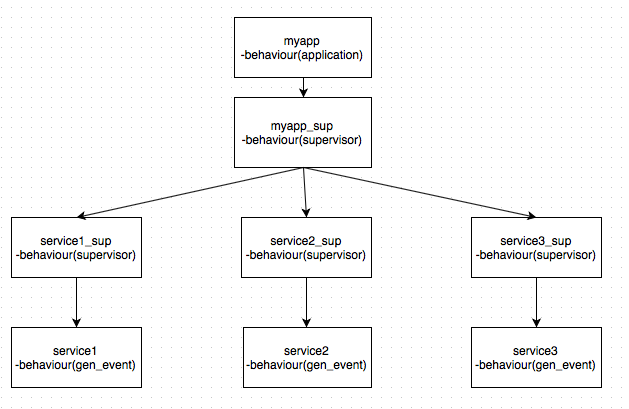 myapp
-behaviour(application)
myapp_sup
-behaviour(supervisor)
service1_sup
-behaviour(supervisor)
service2_sup
-behaviour(supervisor)
service3_sup
-behaviour(supervisor)
service1
-behaviour(gen_event)
service2
-behaviour(gen_event)
service3
-behaviour(gen_event)